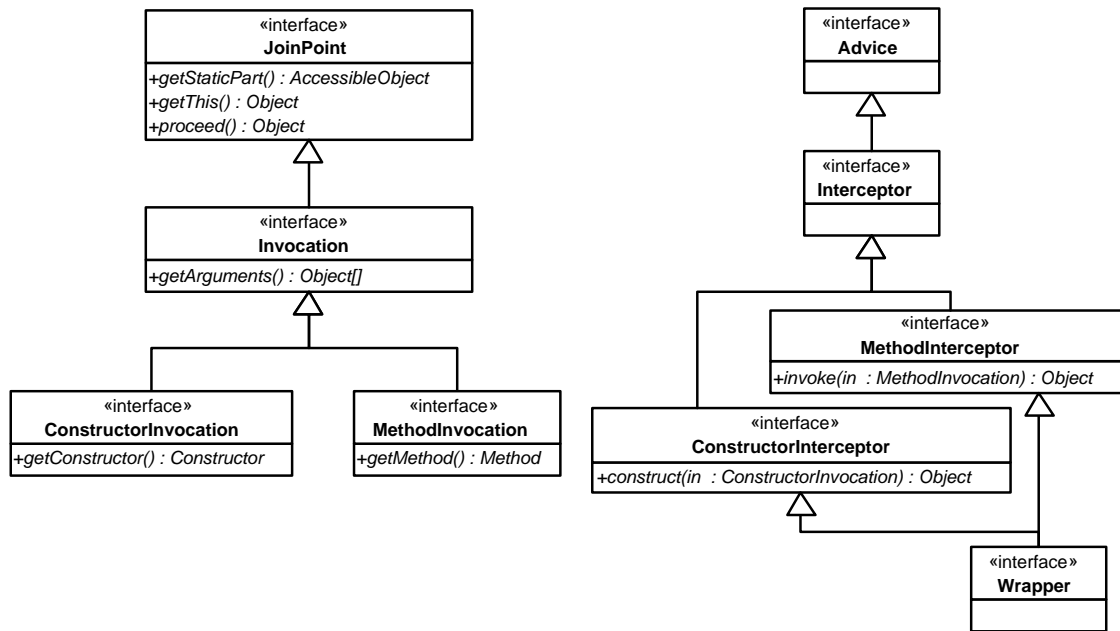 «interface»
JoinPoint
+getStaticPart() : AccessibleObject
+getThis() : Object
+proceed() : Object
«interface»
Invocation
+getArguments() : Object[]
«interface»
ConstructorInvocation
+getConstructor() : Constructor
«interface»
MethodInvocation
+getMethod() : Method
«interface»
Advice
«interface»
Interceptor
«interface»
MethodInterceptor
+invoke(in : MethodInvocation) : Object
«interface»
ConstructorInterceptor
+construct(in : ConstructorInvocation) : Object
«interface»
Wrapper